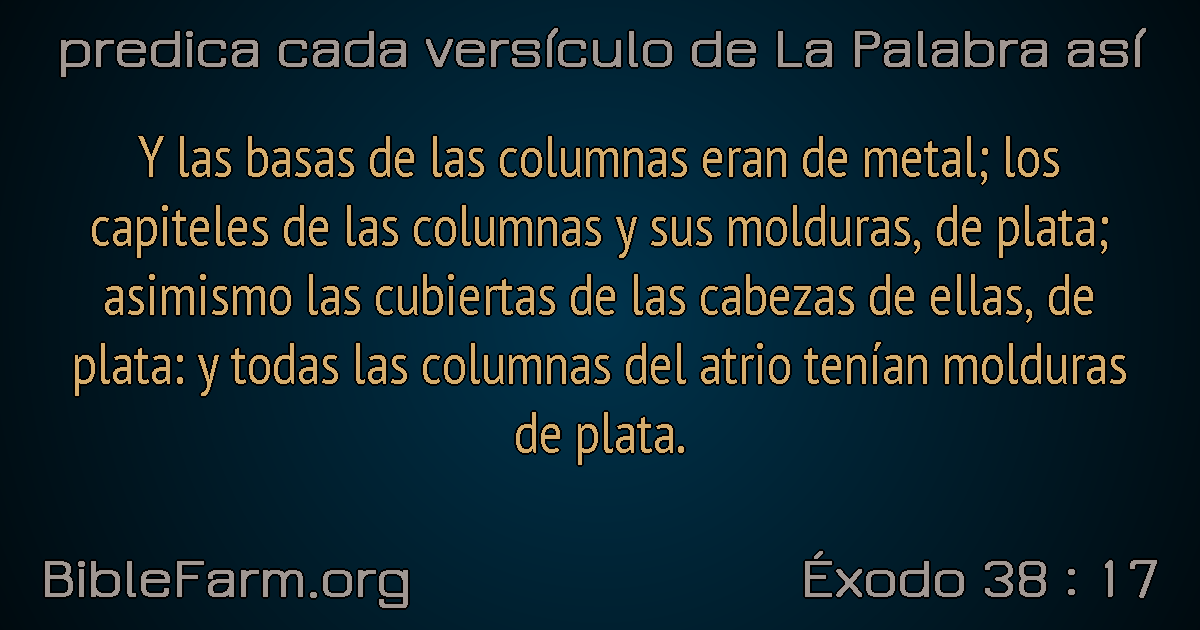 predica cada versículo de La Palabra así
Y las basas de las columnas eran de metal; los
capiteles de las columnas y sus molduras, de plata;
asimismo las cubiertas de las cabezas de ellas, de
plata: y todas las columnas del atrio tenían molduras
de plata.
BibleFarm.org
Éxodo 38 : 17